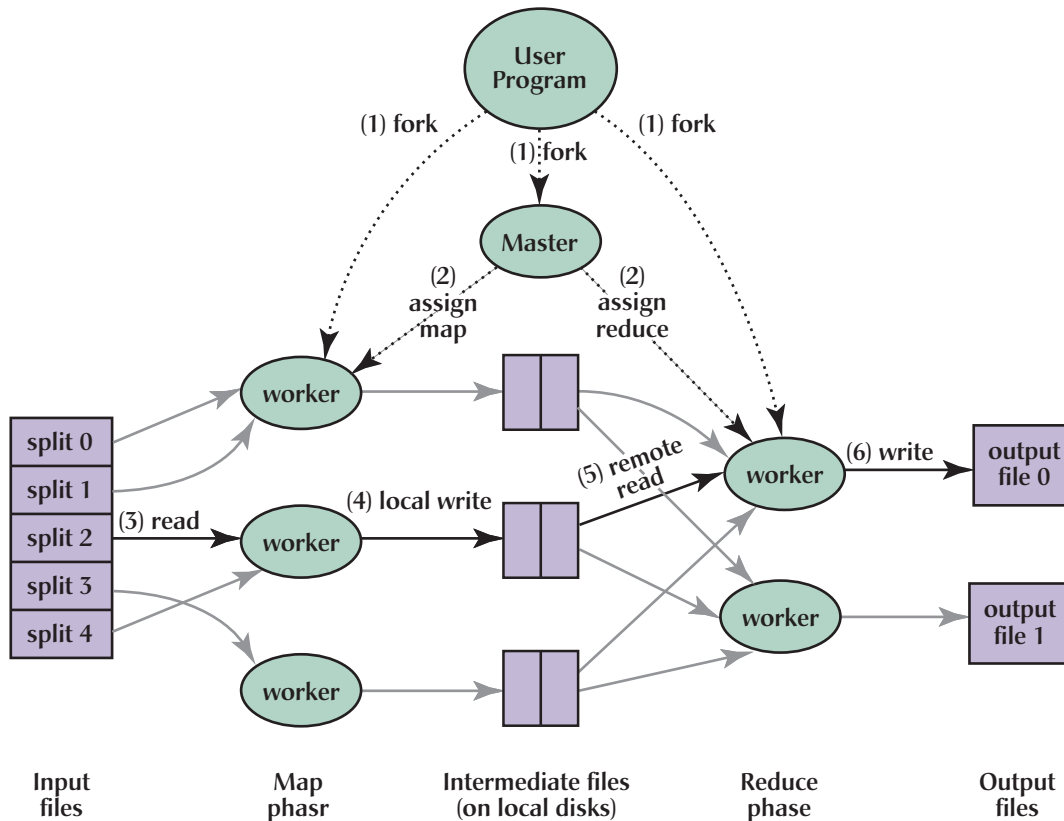 User
Program
(1) fork
(1) fork
(1) fork
Master
(2)
assign
map
(2)
assign
reduce
worker
split 0
split 1
split 2
split 3
split 4
(3) read
worker
(4) local write
worker
(5) remote
read
worker
(6) write
output
file 0
worker
output
file 1
Input
files
Map
phasr
Intermediate files
(on local disks)
Reduce
phase
Output
files